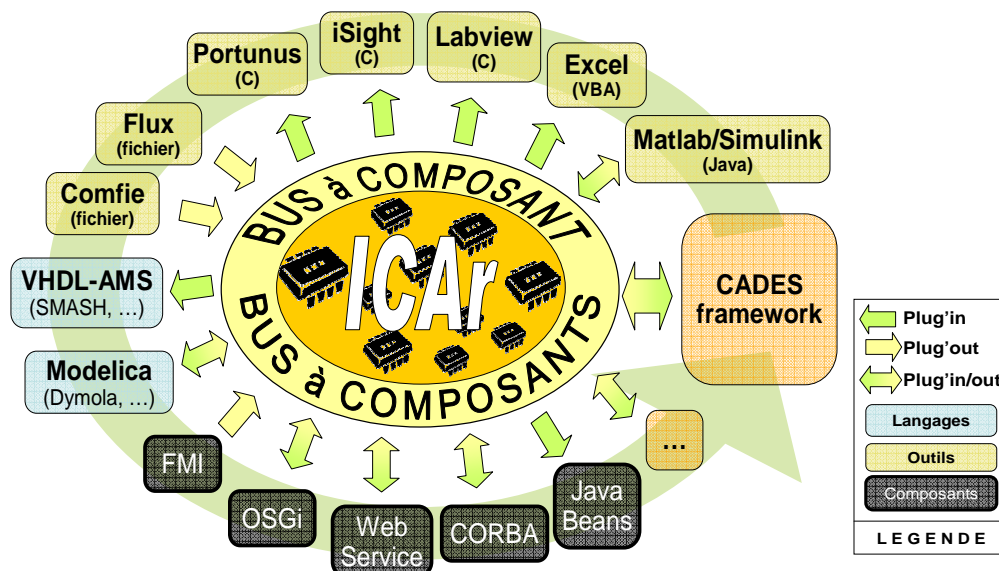 iSight
(C)
Labview
(C)
Portunus
(C)
Excel
(VBA)
Flux
(fichier)
Matlab/Simulink
(Java)
Comfie
(fichier)
BUS à COMPOSANT
ICAr
BUS à COMPOSANTS
VHDL-AMS
(SMASH, …)
CADES
framework
Modelica
(Dymola, …)
...
FMI
OSGi
Web
Service
CORBA
Java
Beans
Plug'in
Plug'out
Plug'in/out
Langages
Outils
Composants
LEGENDE